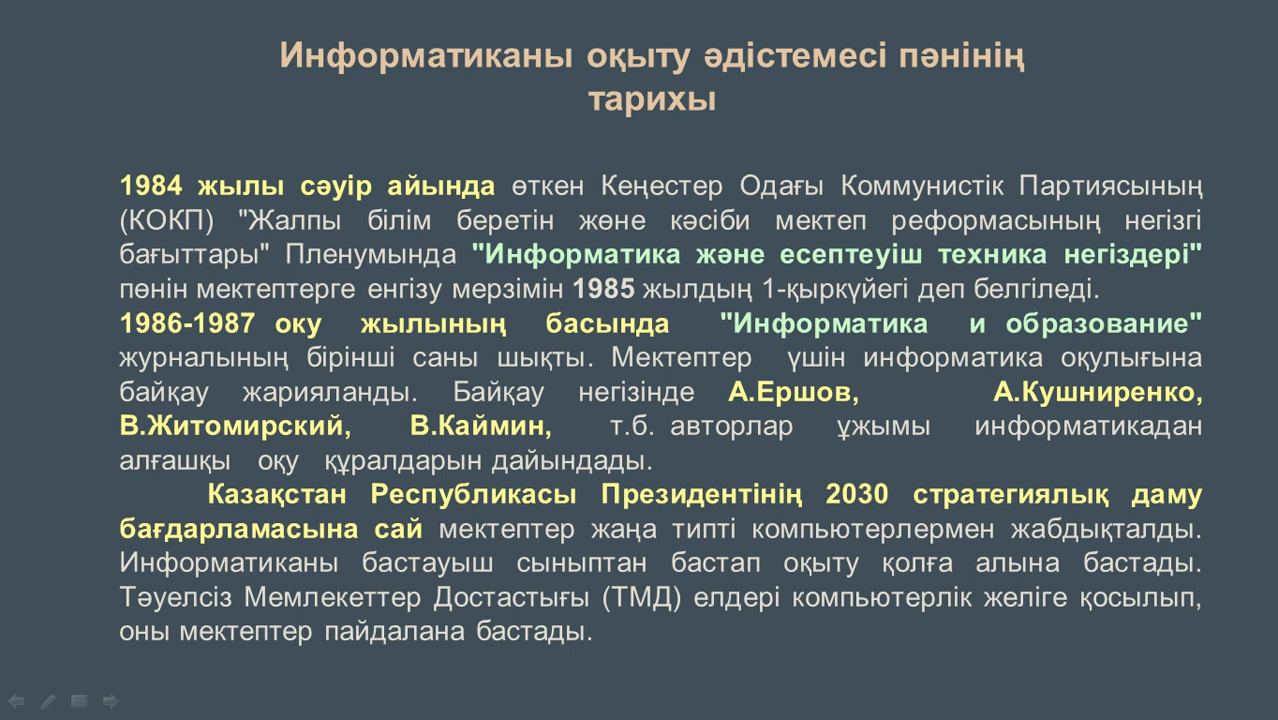 Информатиканы оқыту әдістемесі пәнінің
тарихы
1984 жылы сәуір айында өткен Кеңестер Одағы Коммунистік Партиясының
(КОКП) "Жалпы білім беретін жөне кәсіби мектеп реформасының негізгі
бағыттары" Пленумында "Информатика және есептеуіш техника негіздері"
пөнін мектептерге енгізу мерзімін 1985 жылдың 1-қыркүйегі деп белгіледі.
1986-1987 оку жылының басында "Информатика и образование"
журналының бірінші саны шықты. Мектептер үшін информатика оқулығына
байқау жарияланды. Байқау негізінде А.Ершов, А.Кушниренко,
В.Житомирский, В.Каймин, т.б. авторлар ұжымы информатикадан
алғашқы оқу құралдарын дайындады.
Казақстан Республикасы Президентінің 2030 стратегиялық даму
бағдарламасына сай мектептер жаңа типті компьютерлермен жабдықталды.
Информатиканы бастауыш сыныптан бастап оқыту қолға алына бастады.
Тәуелсіз Мемлекеттер Достастығы (ТМД) елдері компьютерлік желіге қосылып,
оны мектептер пайдалана бастады.